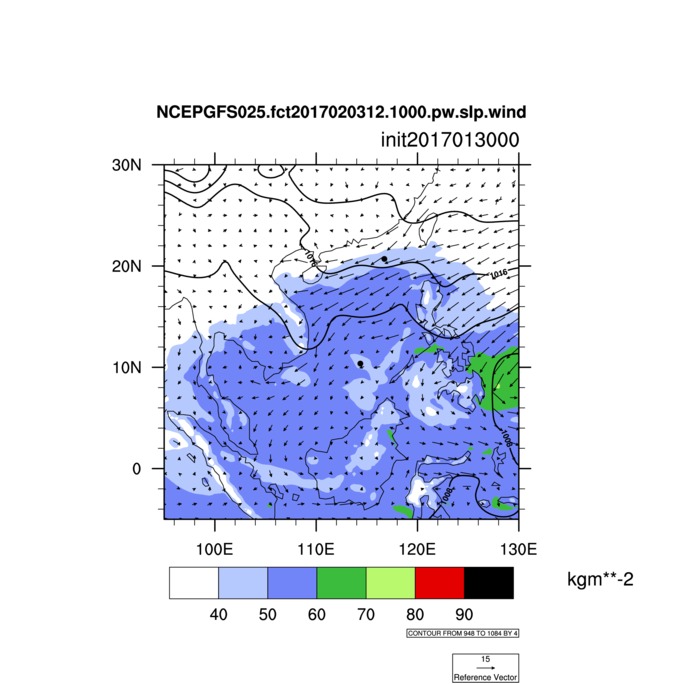 NCEPGFS025.fct2017020312.1000.pw.slp.wind
init2017013000
30N
20N
10N
0
1016
1016
1008
1008
100E 110E 120E 130E
40 50 60 70 80 90
kgm**-2
CONTOUR FROM 948 TO 1084 BY 4
15
Reference Vector